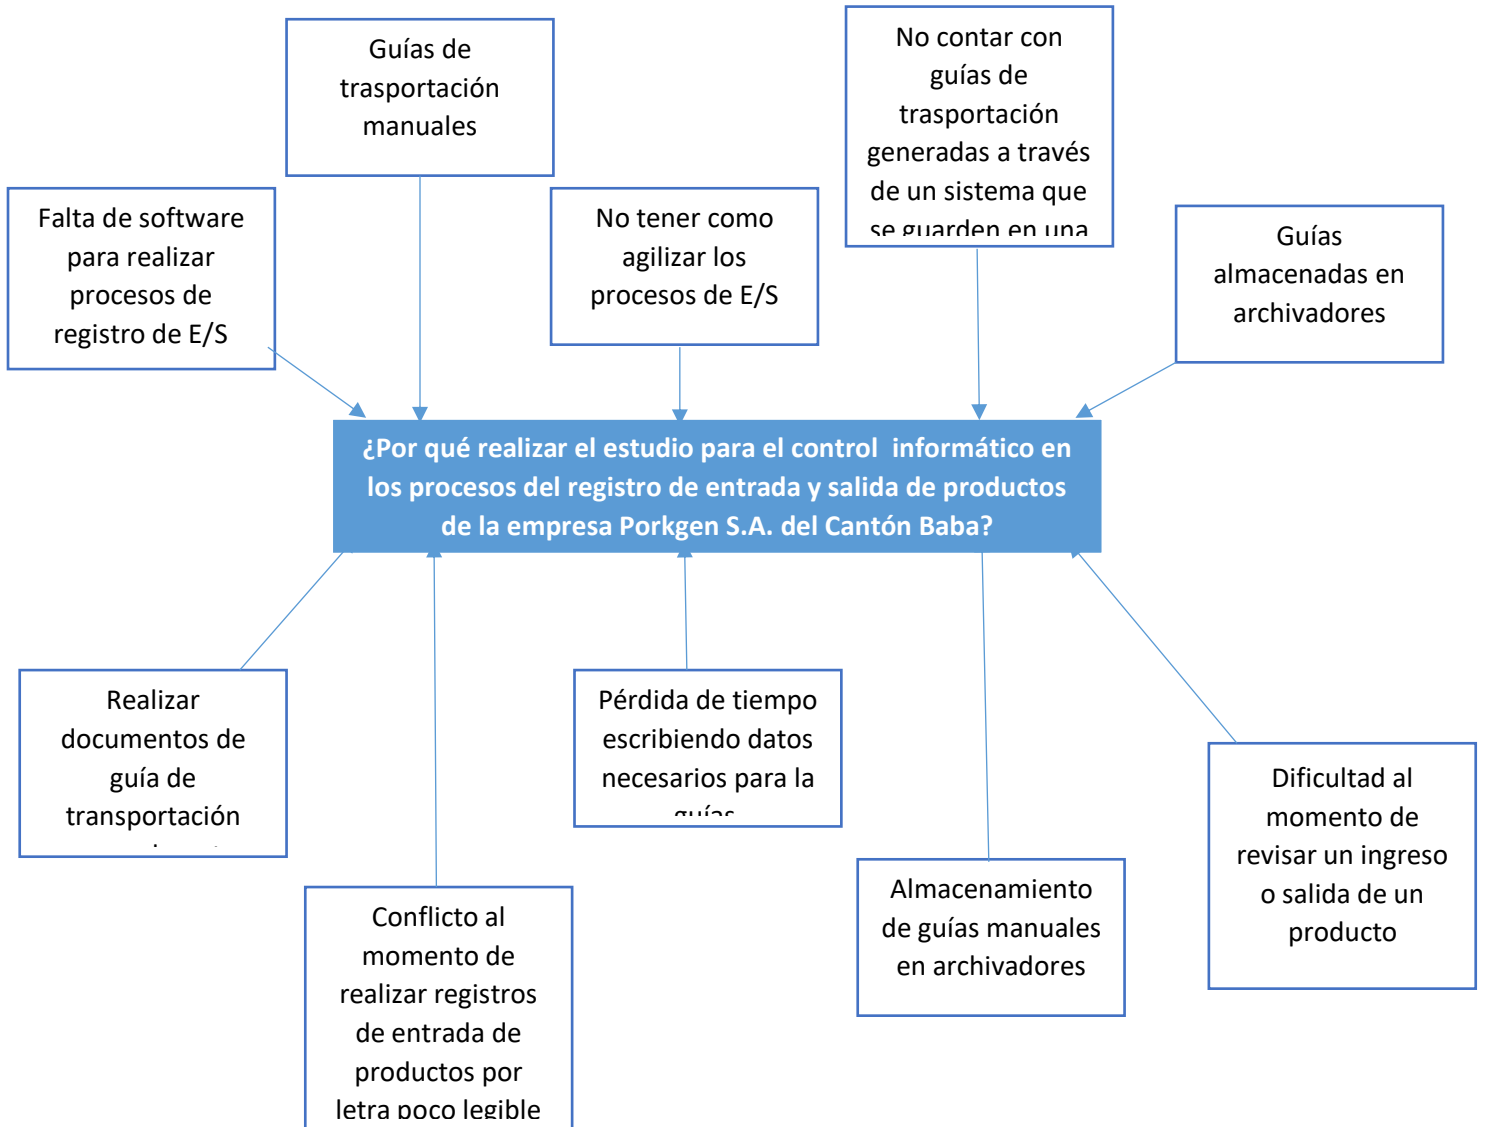 Guías de
trasportación
manuales
No contar con
guías de
trasportación
generadas a través
de un sistema que
se guarden en una
Falta de software
para realizar
procesos de
registro de E/S
No tener como
agilizar los
procesos de E/S
Guías
almacenadas en
archivadores
¿Por qué realizar el estudio para el control informático en
los procesos del registro de entrada y salida de productos
de la empresa Porkgen S.A. del Cantón Baba?
Realizar
documentos de
guía de
transportación
Pérdida de tiempo
escribiendo datos
necesarios para la
guías
Dificultad al
momento de
revisar un ingreso
o salida de un
producto
Conflicto al
momento de
realizar registros
de entrada de
productos por
letra poco legible
Almacenamiento
de guías manuales
en archivadores